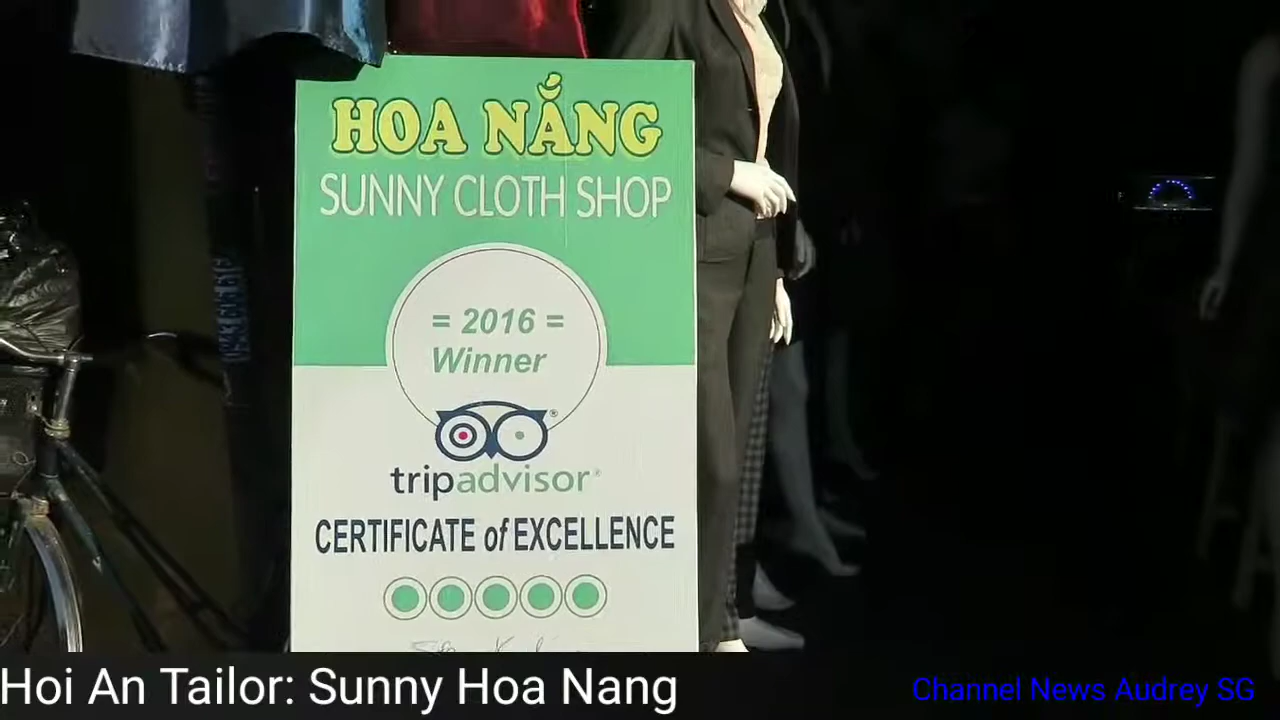 HOA NẮNG
SUNNY CLOTH SHOP
= 2016 =
Winner
tripadvisor®
CERTIFICATE of EXCELLENCE
Hoi An Tailor: Sunny Hoa Nang
Channel News Audrey SG